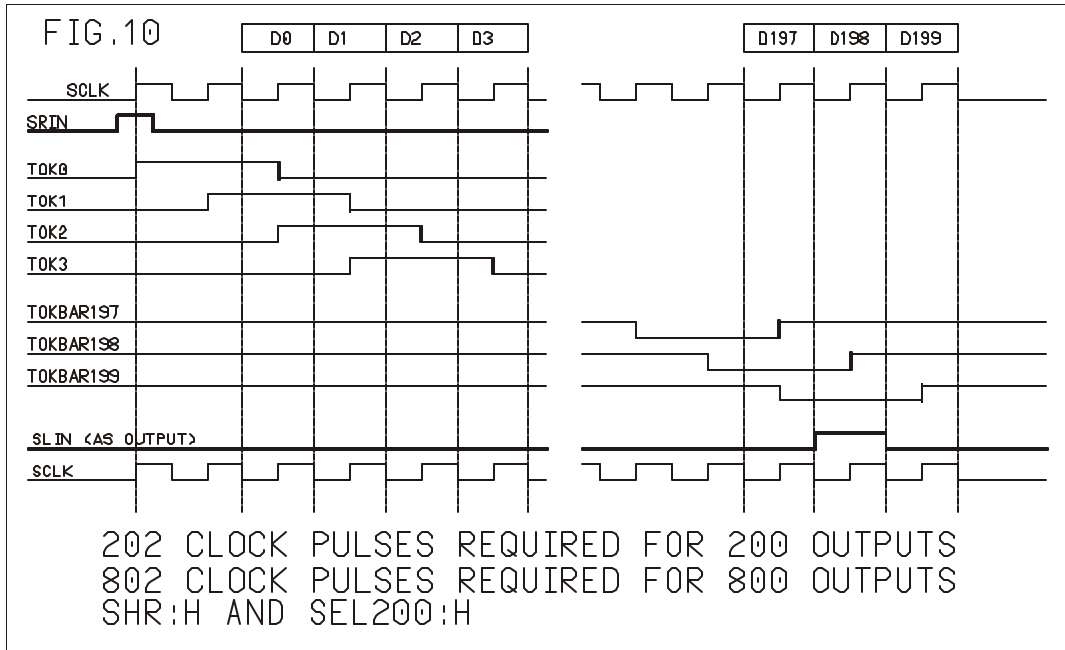 FIG.10
D0 D1 D2 D3 D197 D198 D199
SCLK
SRIN
TOK0
TOK1
TOK2
TOK3
TOKBAR197
TOKBAR198
TOKBAR199
SLIN (AS OUTPUT)
SCLK
202 CLOCK PULSES REQUIRED FOR 200 OUTPUTS
802 CLOCK PULSES REQUIRED FOR 800 OUTPUTS
SHR:H AND SEL200:H